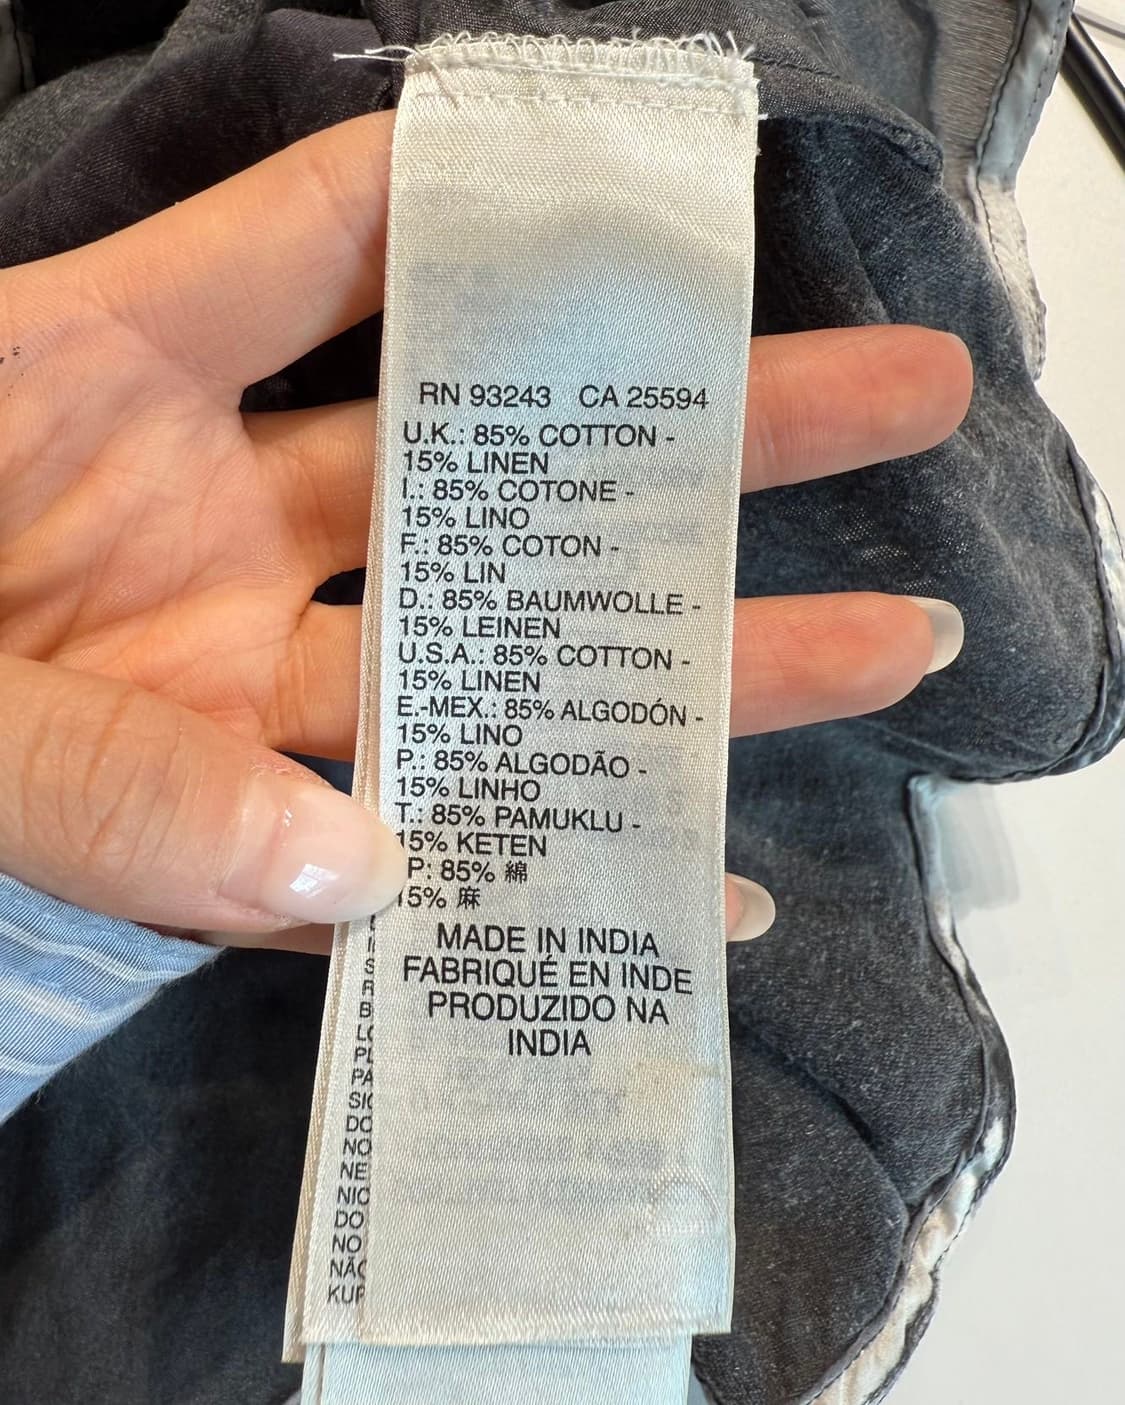 RN 93243 CA 25594
U.K.: 85% COTTON -
15% LINEN
I.: 85% COTONE -
15% LINO
F.: 85% COTON -
15% LIN
D.: 85% BAUMWOLLE -
15% LEINEN
U.S.A.: 85% COTTON -
15% LINEN
E.-MEX.: 85% ALGODÓN -
15% LINO
P.: 85% ALGODÃO -
15% LINHO
T.: 85% PAMUKLU -
15% KETEN
P: 85% 綿
15% 麻
MADE IN INDIA
FABRIQUÉ EN INDE
PRODUZIDO NA
INDIA